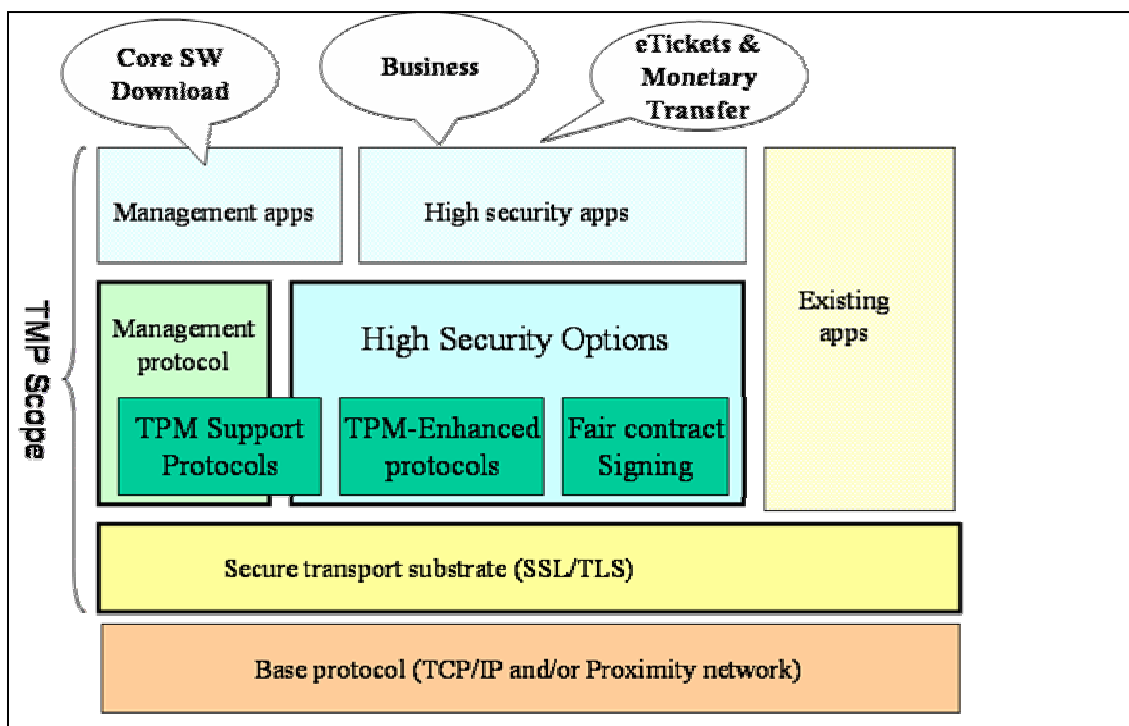 Core SW
Download
Business
eTickets &
Monetary
Transfer
Management apps
High security apps
Existing
apps
TMP Scope
Management
protocol
High Security Options
TPM Support
Protocols
TPM-Enhanced
protocols
Fair contract
Signing
Secure transport substrate (SSL/TLS)
Base protocol (TCP/IP and/or Proximity network)